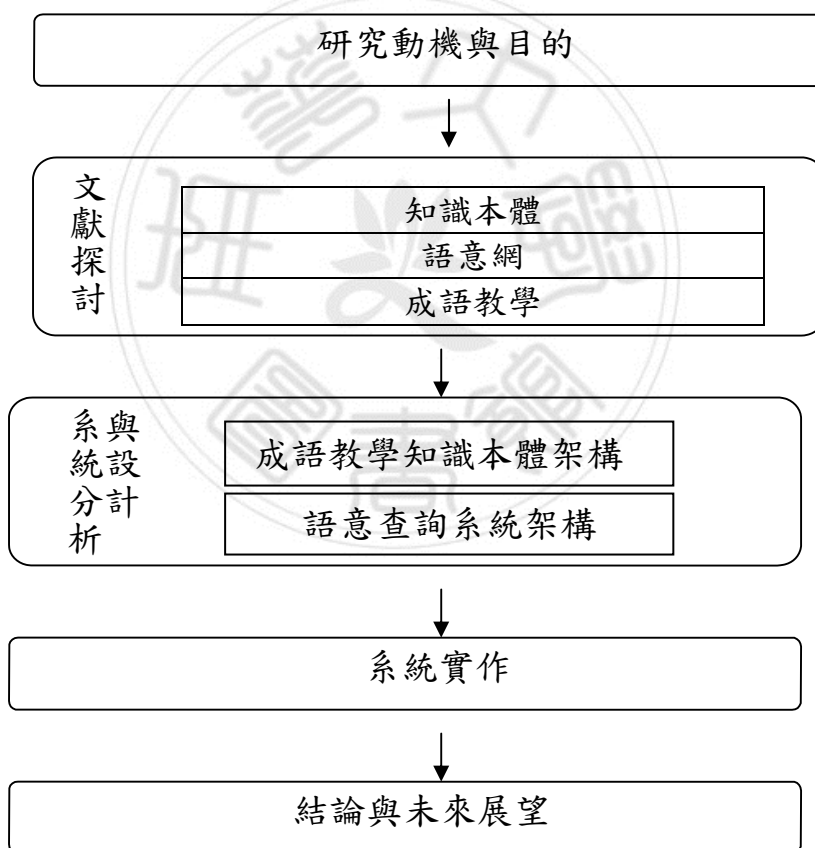 研究動機與目的
文獻探討
知識本體
語意網
成語教學
系統分析與設計
成語教學知識本體架構
語意查詢系統架構
系統實作
結論與未來展望